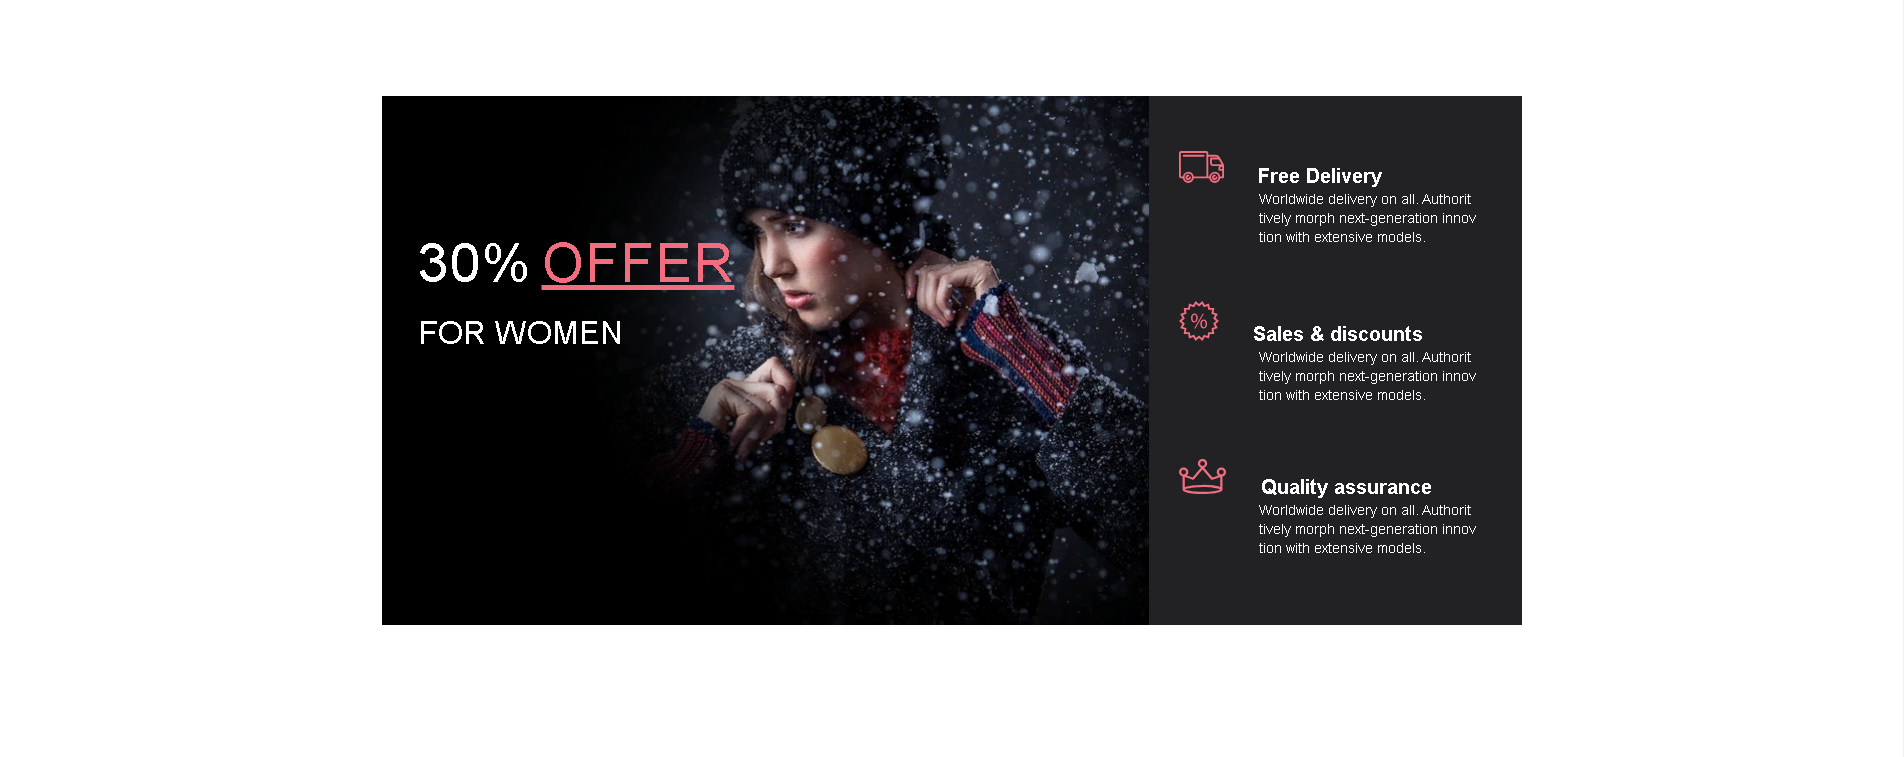 30% OFFER
FOR WOMEN
Free Delivery
Worldwide delivery on all. Authorit
tively morph next-generation innov
tion with extensive models.
%
Sales & discounts
Worldwide delivery on all. Authorit
tively morph next-generation innov
tion with extensive models.
Quality assurance
Worldwide delivery on all. Authorit
tively morph next-generation innov
tion with extensive models.